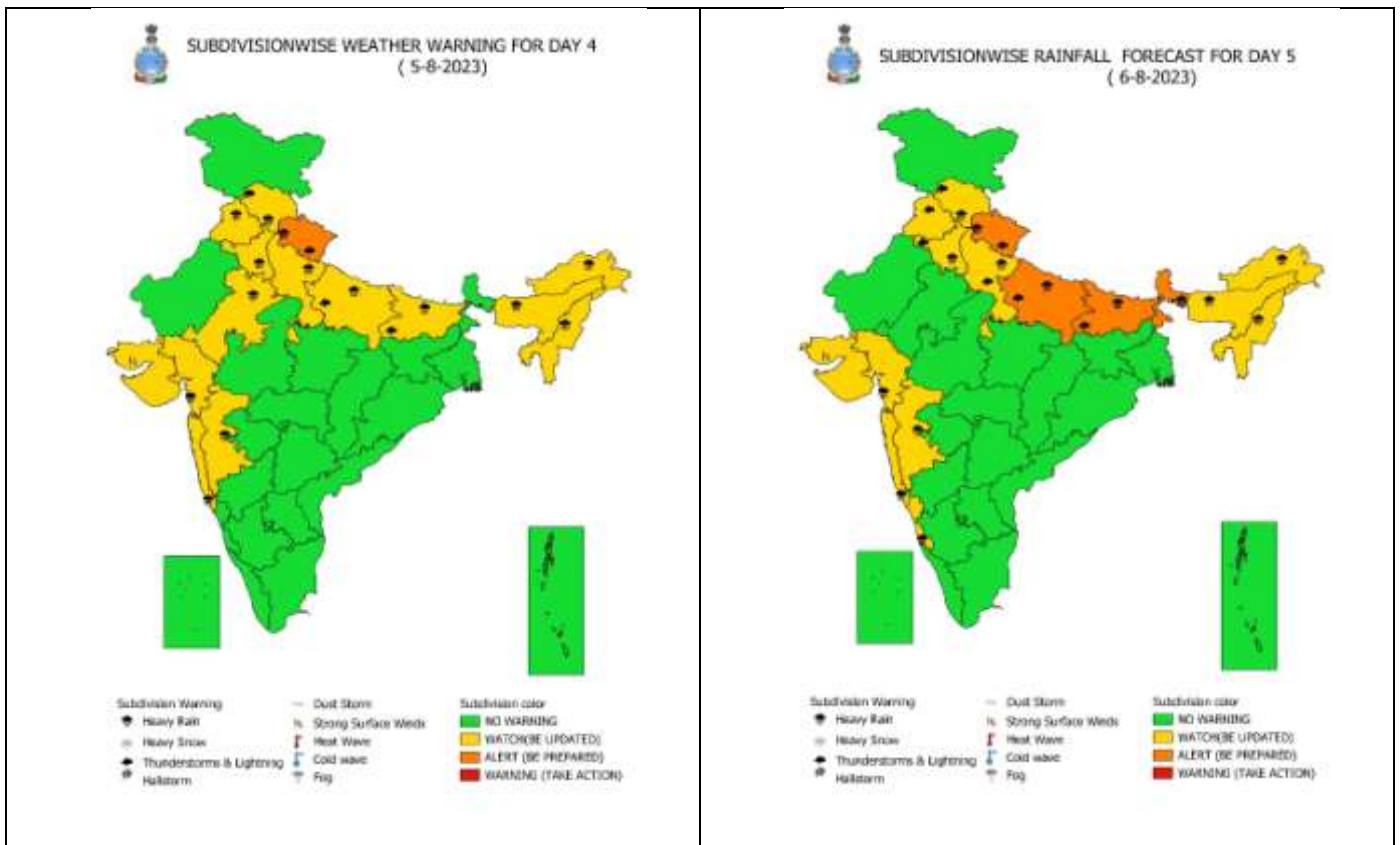 SUBDIVISIONWISE WEATHER WARNING FOR DAY 4
( 5-8-2023)
Subdivision Warning
Heavy Rain
Heavy Snow
Thunderstorms & Lightning
Hailstorm
Dust Storm
Strong Surface Winds
Heat Wave
Cold wave
Fog
Subdivision color
NO WARNING
WATCH(BE UPDATED)
ALERT (BE PREPARED)
WARNING (TAKE ACTION)
SUBDIVISIONWISE RAINFALL FORECAST FOR DAY 5
( 6-8-2023)
Subdivision Warning
Heavy Rain
Heavy Snow
Thunderstorms & Lightning
Hailstorm
Dust Storm
Strong Surface Winds
Heat Wave
Cold wave
Fog
Subdivision color
NO WARNING
WATCH(BE UPDATED)
ALERT (BE PREPARED)
WARNING (TAKE ACTION)